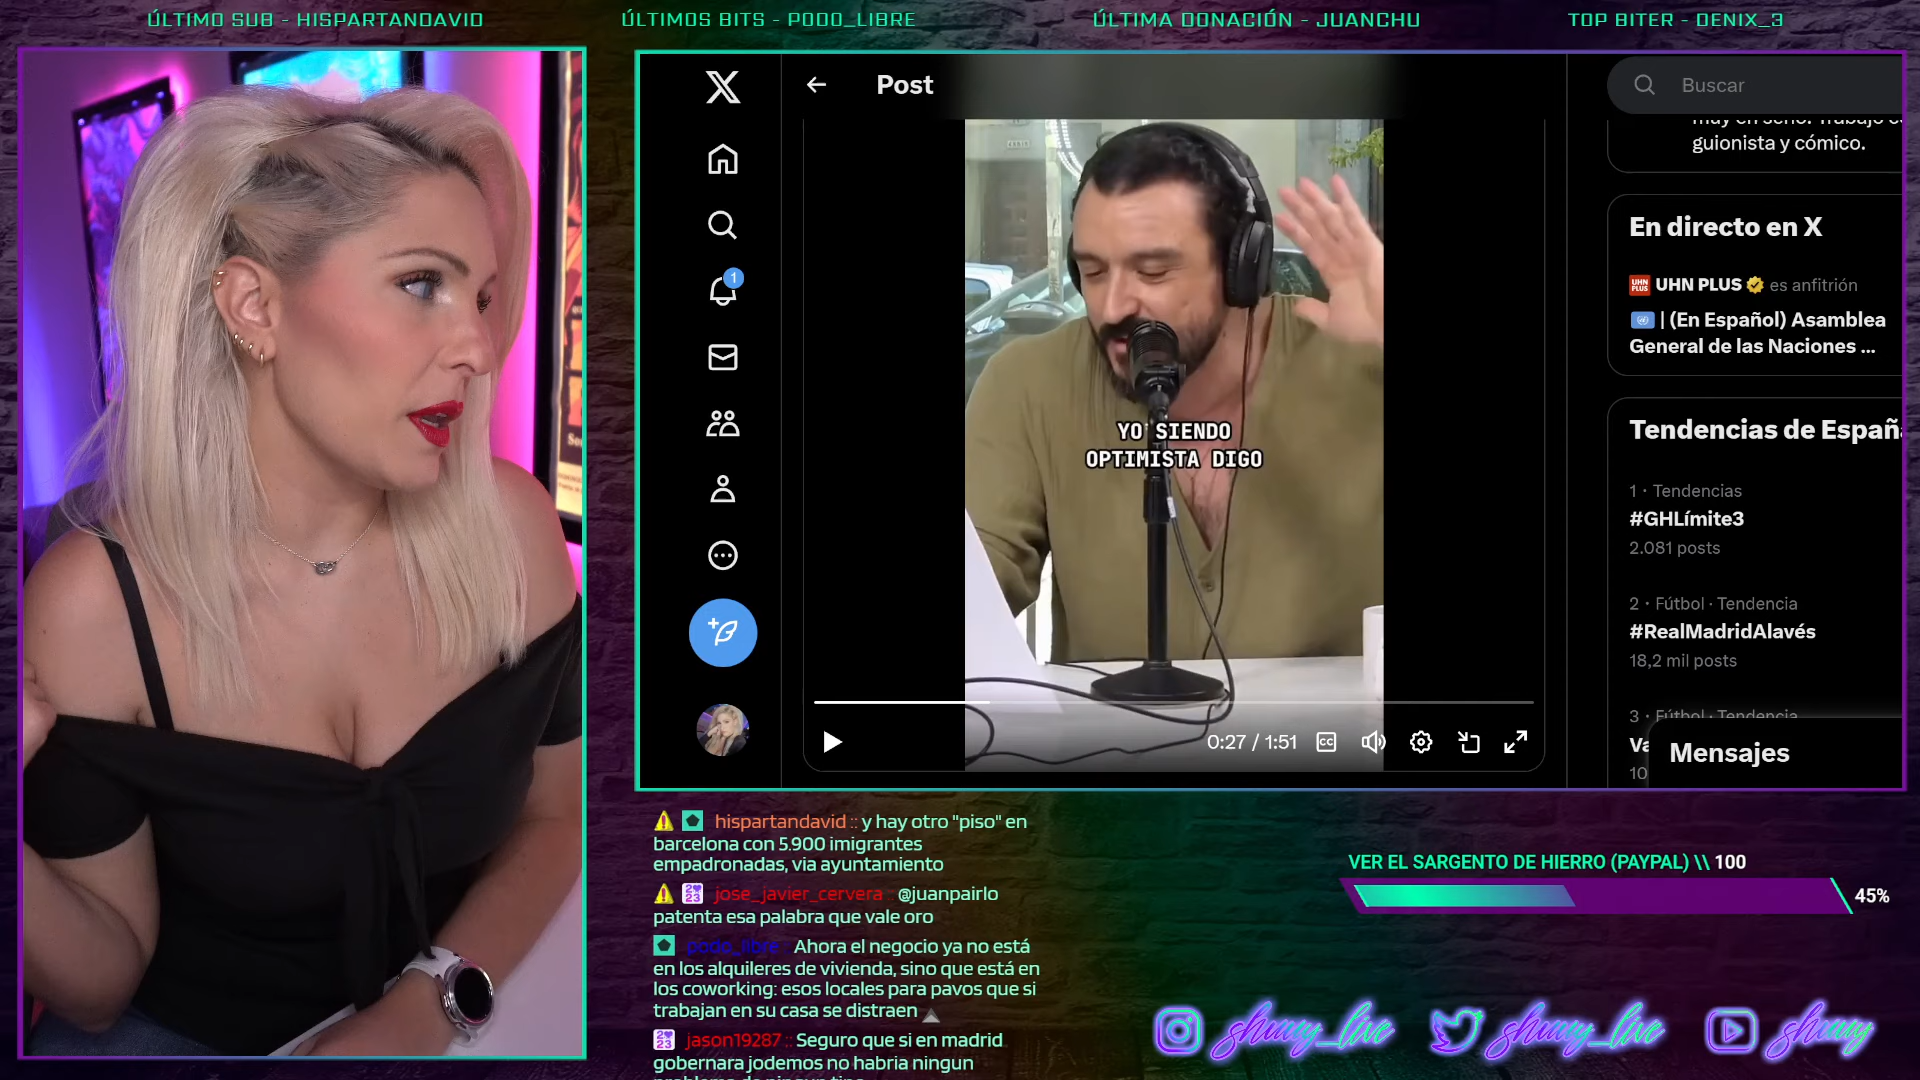 ÚLTIMO SUB - HISPARTANDAVID
ÚLTIMOS BITS - PODO_LIBRE
ÚLTIMA DONACIÓN - JUANCHU
TOP BITER - DENIX_3
Post
Buscar
guionista y cómico.
En directo en X
UHN PLUS es anfitrión
| (En Español) Asamblea
General de las Naciones ...
Tendencias de Españ
1 · Tendencias
#GHLímite3
2.081 posts
2 · Fútbol · Tendencia
#RealMadridAlavés
18,2 mil posts
3 · Fútbol · Tendencia
Va
10
Mensajes
1
YO SIENDO
OPTIMISTA DIGO
0:27 / 1:51
CC
hispartandavid :: y hay otro "piso" en
barcelona con 5.900 imigrantes
empadronadas, via ayuntamiento
jose_javier_cervera :: @juanpairlo
patenta esa palabra que vale oro
podo_libre :: Ahora el negocio ya no está
en los alquileres de vivienda, sino que está en
los coworking: esos locales para pavos que si
trabajan en su casa se distraen
jason19287 :: Seguro que si en madrid
gobernara jodemos no habria ningun
VER EL SARGENTO DE HIERRO (PAYPAL) \\ 100
45%